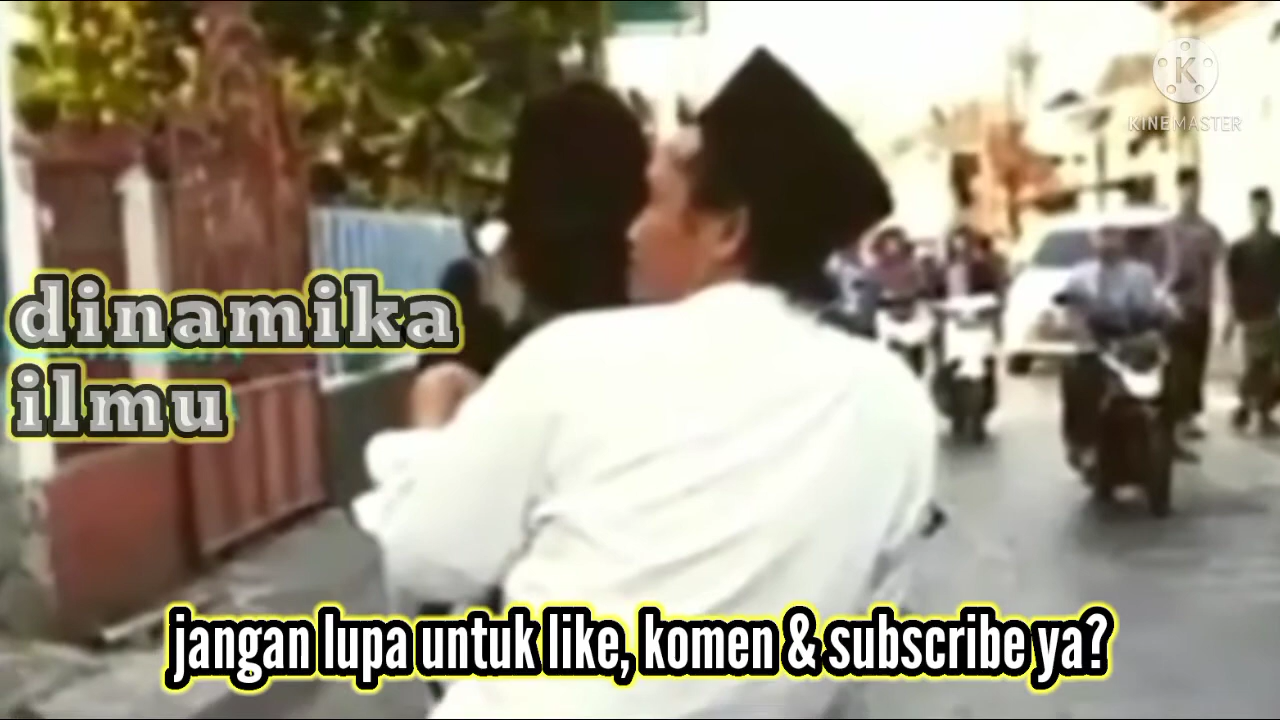 KINEMASTER
dinamika
ilmu
jangan lupa untuk like, komen & subscribe ya?